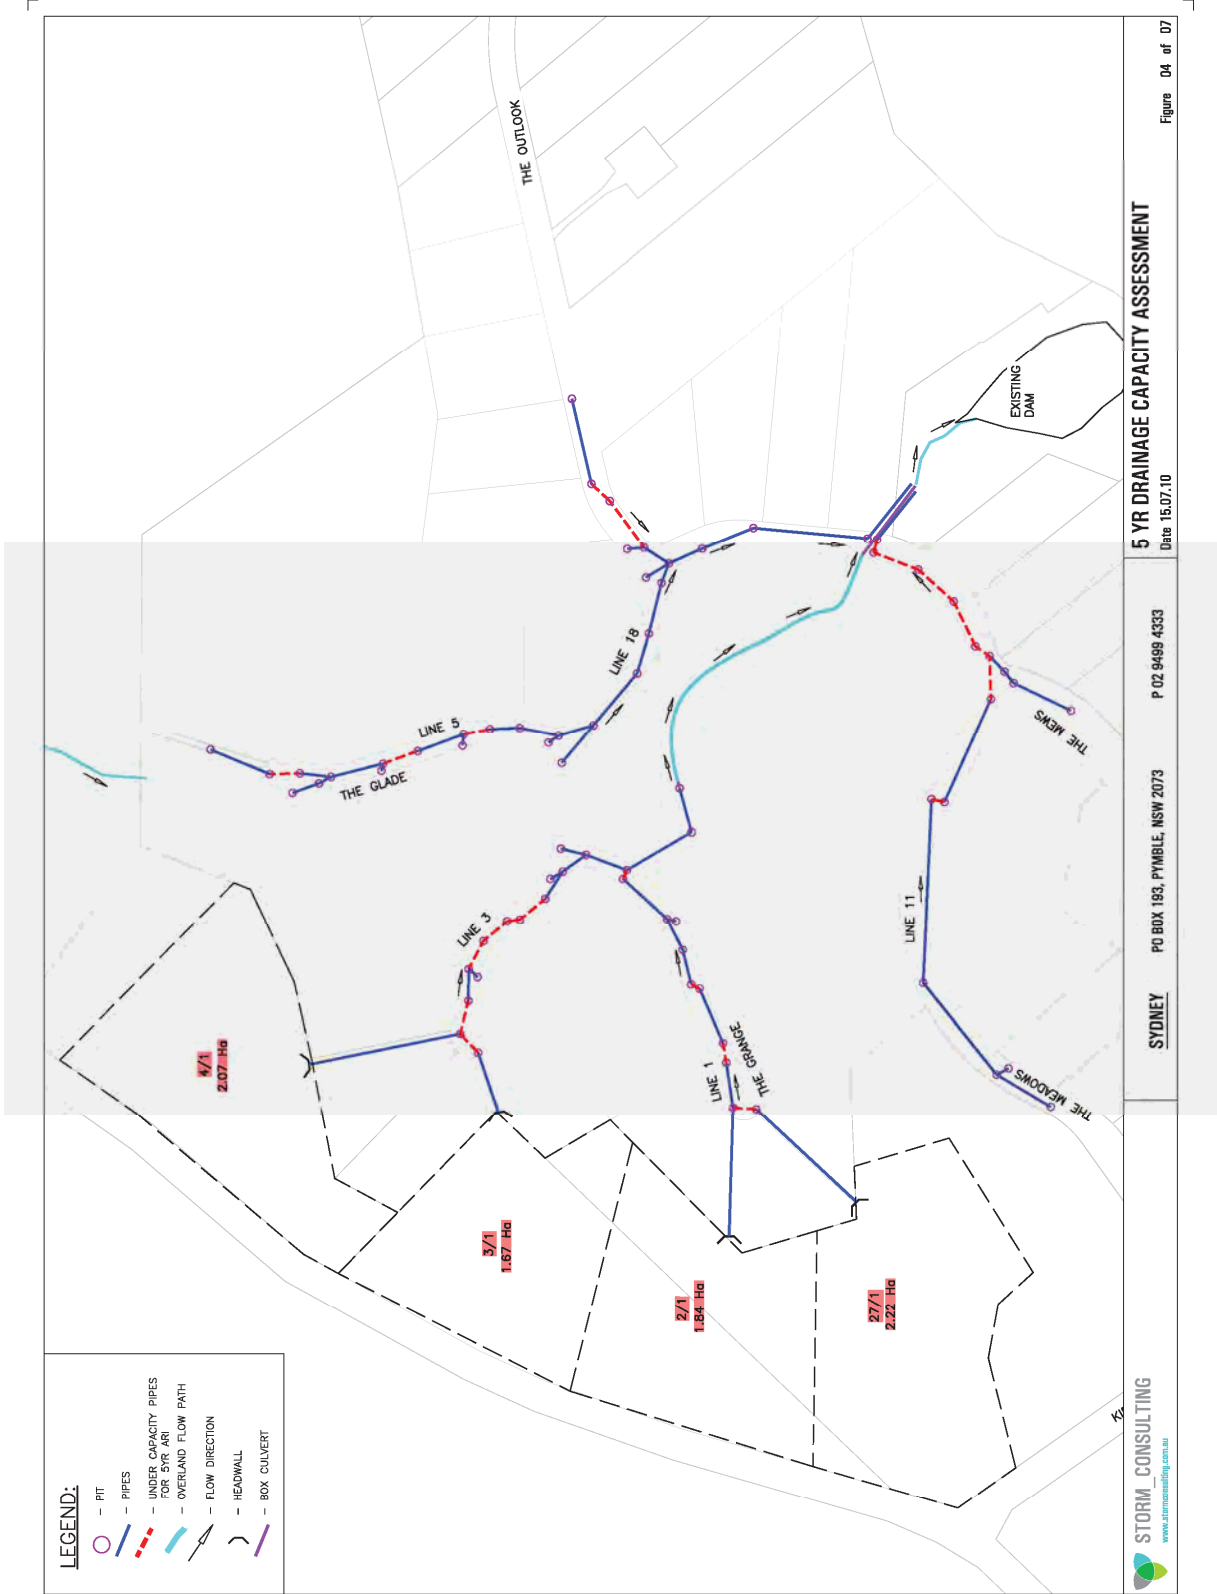 LEGEND:
- PIT
- PIPES
- UNDER CAPACITY PIPES
FOR 5YR ARI
- OVERLAND FLOW PATH
- FLOW DIRECTION
- HEADWALL
- BOX CULVERT
4/1
2.07 Ha
3/1
1.67 Ha
2/1
1.84 Ha
27/1
2.22 Ha
THE OUTLOOK
THE GLADE
LINE 5
LINE 18
LINE 3
LINE 1
THE GRANGE
LINE 11
THE MEADOWS
THE MEWS
EXISTING
DAM
STORM_CONSULTING
www.stormconsulting.com.au
SYDNEY
PO BOX 193, PYMBLE, NSW 2073
P 02 9499 4333
5 YR DRAINAGE CAPACITY ASSESSMENT
Date 15.07.10
Figure 04 of 07